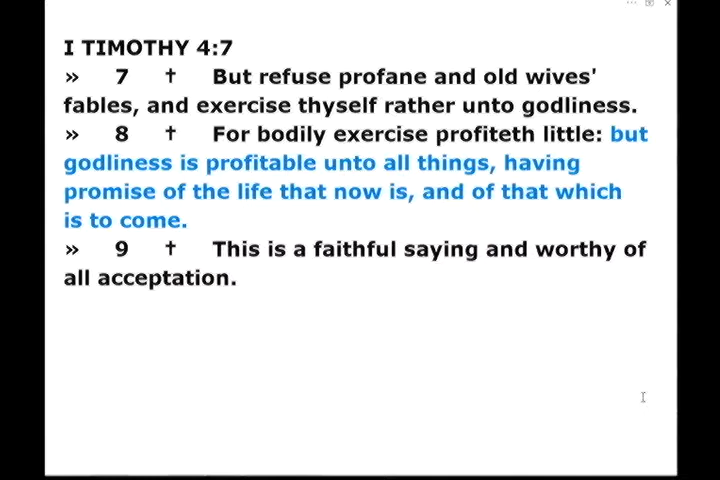 I TIMOTHY 4:7
» 7 † But refuse profane and old wives'
fables, and exercise thyself rather unto godliness.
» 8 † For bodily exercise profiteth little: but
godliness is profitable unto all things, having
promise of the life that now is, and of that which
is to come.
» 9 † This is a faithful saying and worthy of
all acceptation.